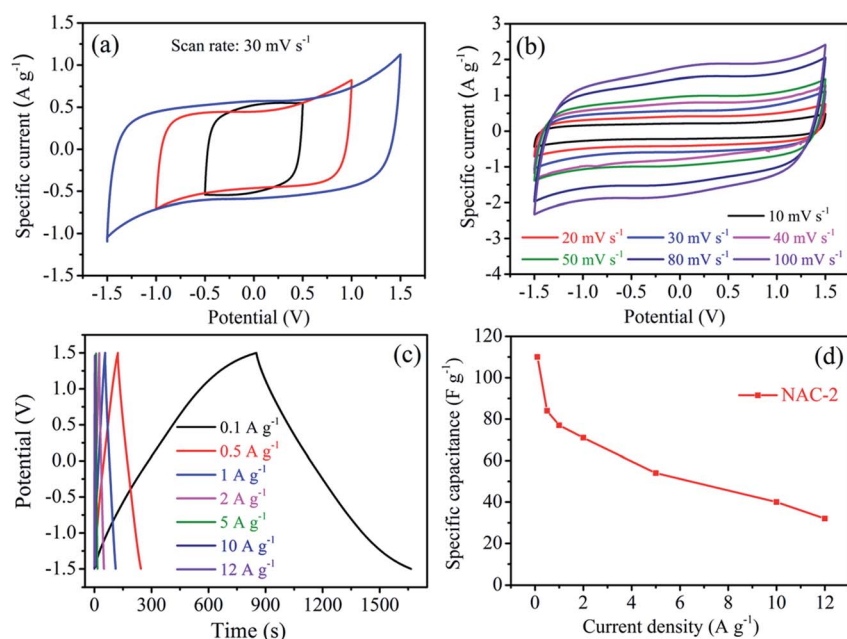 (a)
Scan rate: 30 mV s⁻¹
Specific current (A g⁻¹)
1.5
1.0
0.5
0.0
-0.5
-1.0
-1.5
-1.5 -1.0 -0.5 0.0 0.5 1.0 1.5
Potential (V)
(b)
Specific current (A g⁻¹)
4
3
2
1
0
-1
-2
-3
-4
10 mV s⁻¹
20 mV s⁻¹ 30 mV s⁻¹ 40 mV s⁻¹
50 mV s⁻¹ 80 mV s⁻¹ 100 mV s⁻¹
-1.5 -1.0 -0.5 0.0 0.5 1.0 1.5
Potential (V)
(c)
Potential (V)
1.5
1.0
0.5
0.0
-0.5
-1.0
-1.5
0.1 A g⁻¹
0.5 A g⁻¹
1 A g⁻¹
2 A g⁻¹
5 A g⁻¹
10 A g⁻¹
12 A g⁻¹
0 300 600 900 1200 1500
Time (s)
(d)
Specific capacitance (F g⁻¹)
120
100
80
60
40
20
0
NAC-2
0 2 4 6 8 10 12
Current density (A g⁻¹)